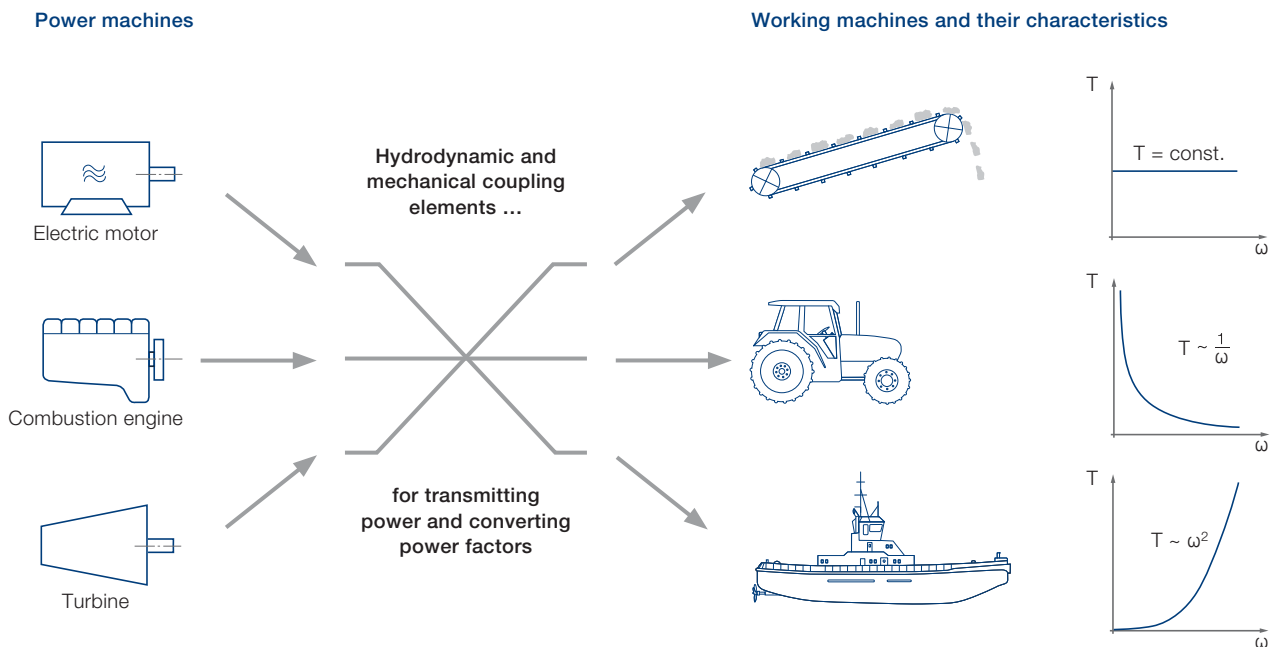 Power machines
Working machines and their characteristics
Electric motor
Combustion engine
Turbine
Hydrodynamic and
mechanical coupling
elements …
for transmitting
power and converting
power factors
T
T = const.
ω
T
T ~ 1/ω
ω
T
T ~ ω²
ω